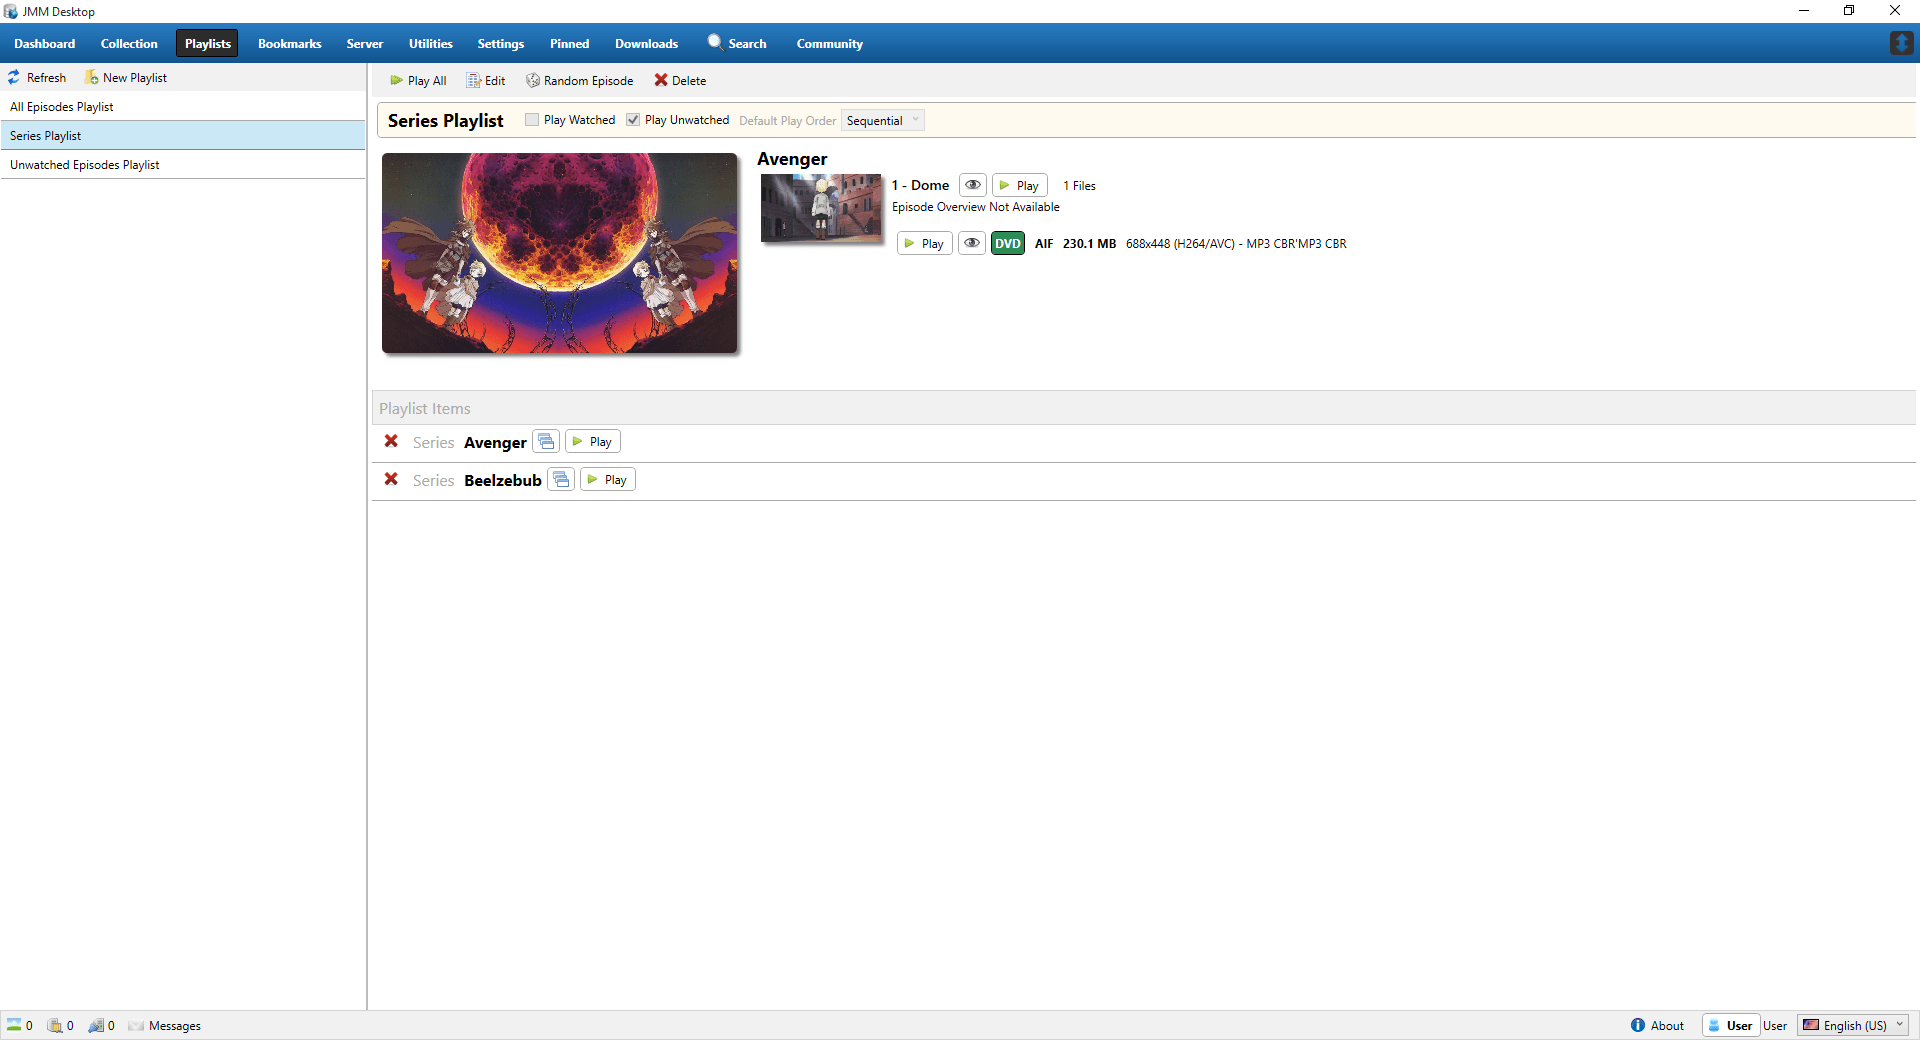 JMM Desktop
Dashboard Collection Playlists Bookmarks Server Utilities Settings Pinned Downloads Search Community
Refresh New Playlist
All Episodes Playlist
Series Playlist
Unwatched Episodes Playlist
Play All Edit Random Episode Delete
Series Playlist Play Watched Play Unwatched Default Play Order Sequential
Avenger
1 - Dome Play 1 Files
Episode Overview Not Available
Play DVD AIF 230.1 MB 688x448 (H264/AVC) - MP3 CBR'MP3 CBR
Playlist Items
Series Avenger Play
Series Beelzebub Play
0 0 0 Messages About User User English (US)